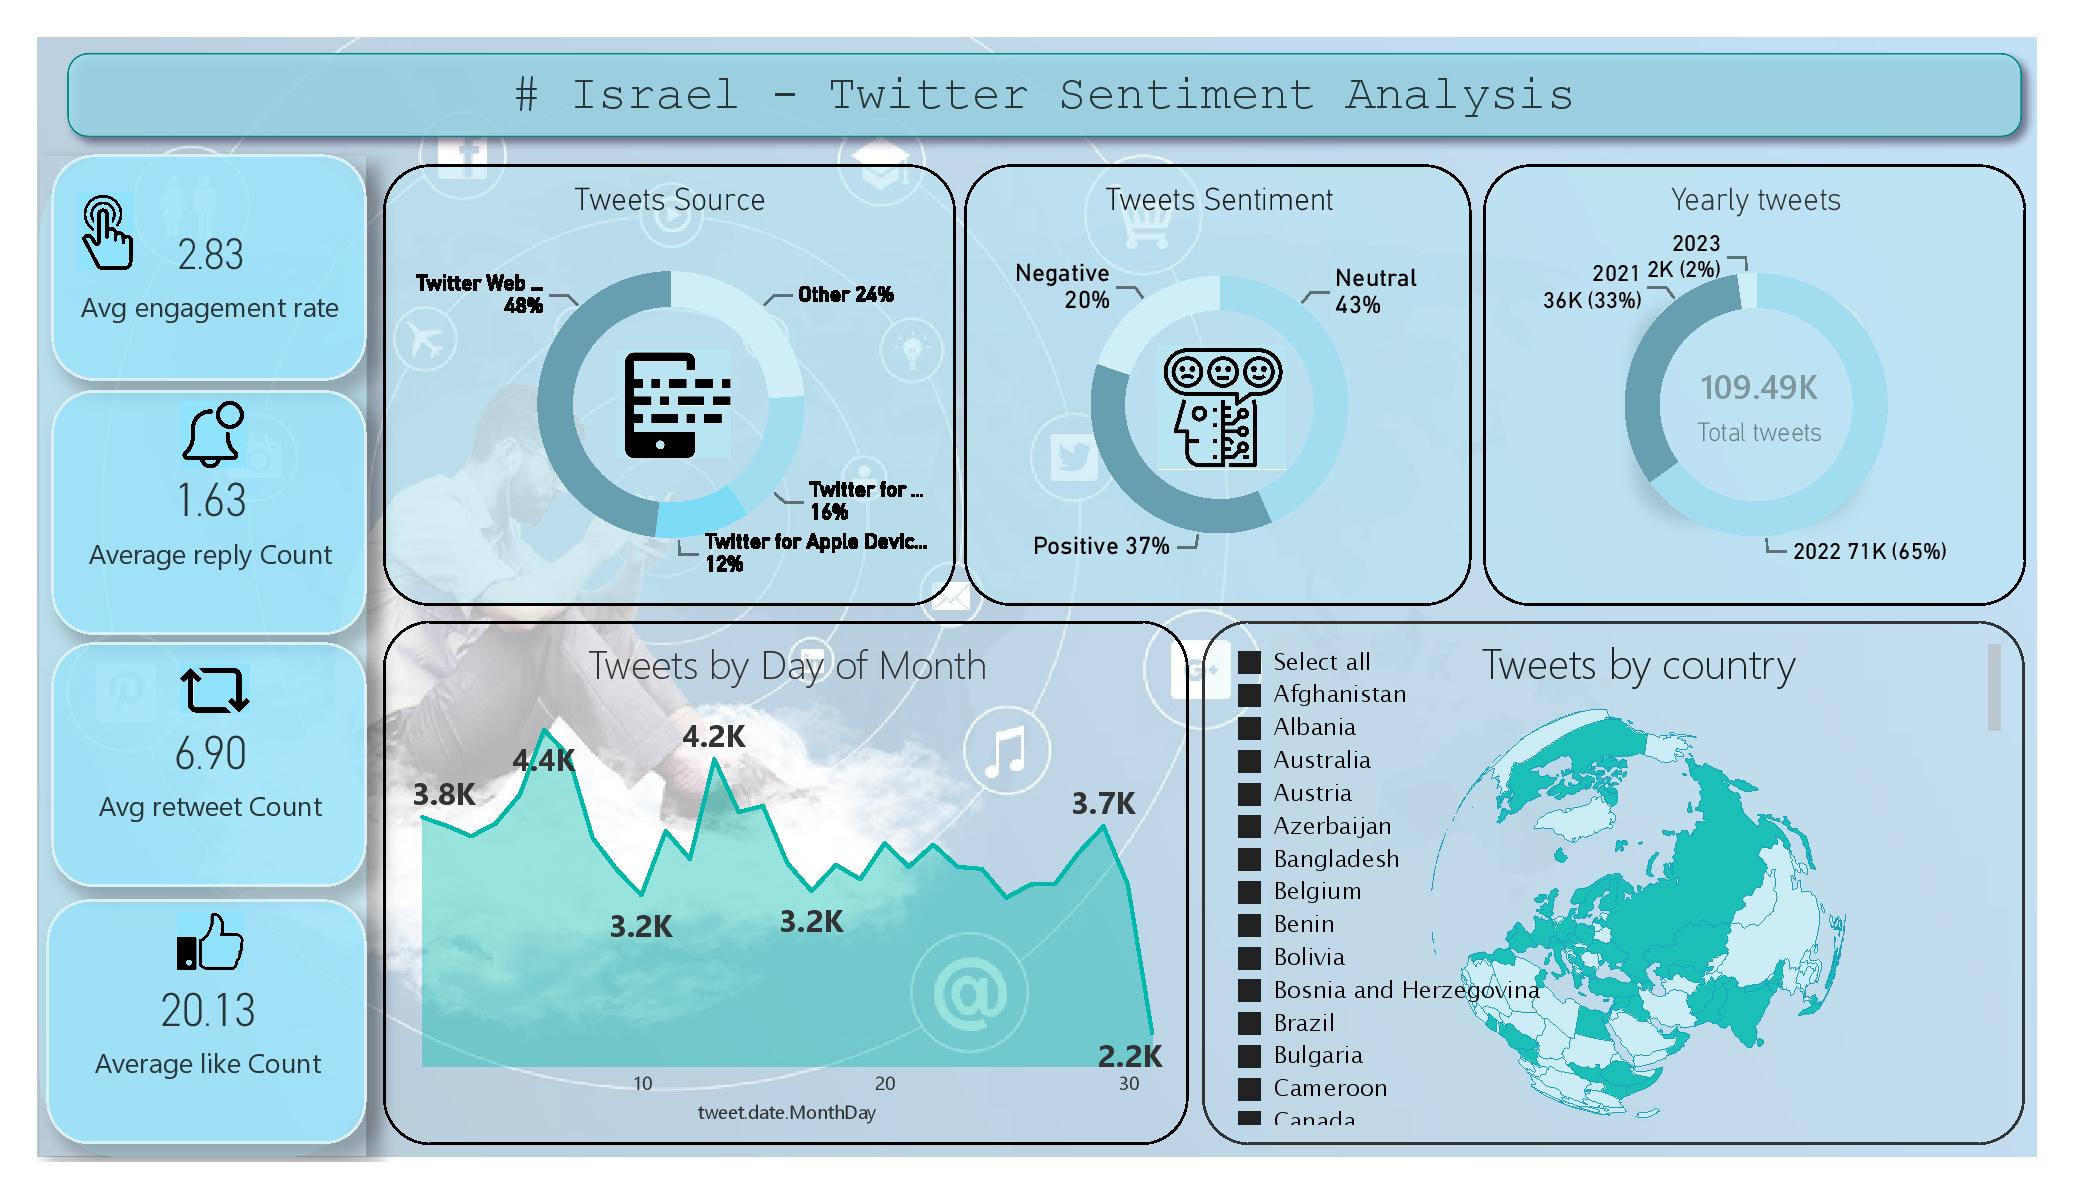 # Israel - Twitter Sentiment Analysis
2.83
Avg engagement rate
1.63
Average reply Count
6.90
Avg retweet Count
20.13
Average like Count
Tweets Source
Twitter Web ...
48%
Other 24%
Twitter for ...
16%
Twitter for Apple Devic...
12%
Tweets Sentiment
Negative
20%
Neutral
43%
Positive 37%
Yearly tweets
2023
2K (2%)
2021
36K (33%)
109.49K
Total tweets
2022 71K (65%)
Tweets by Day of Month
3.8K
4.4K
4.2K
3.7K
3.2K
3.2K
2.2K
10
20
30
tweet.date.MonthDay
Tweets by country
Select all
Afghanistan
Albania
Australia
Austria
Azerbaijan
Bangladesh
Belgium
Benin
Bolivia
Bosnia and Herzegovina
Brazil
Bulgaria
Cameroon
Canada